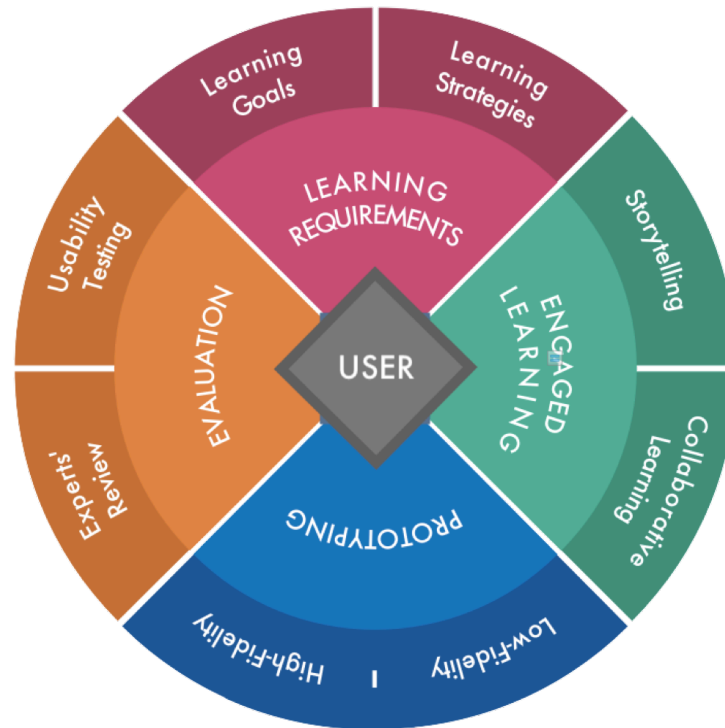 Learning
Goals
Learning
Strategies
LEARNING
REQUIREMENTS
Storytelling
Collaborative
Learning
ENGAGED
LEARNING
Low-Fidelity
High-Fidelity
PROTOTYPING
Experts'
Review
Usability
Testing
EVALUATION
USER